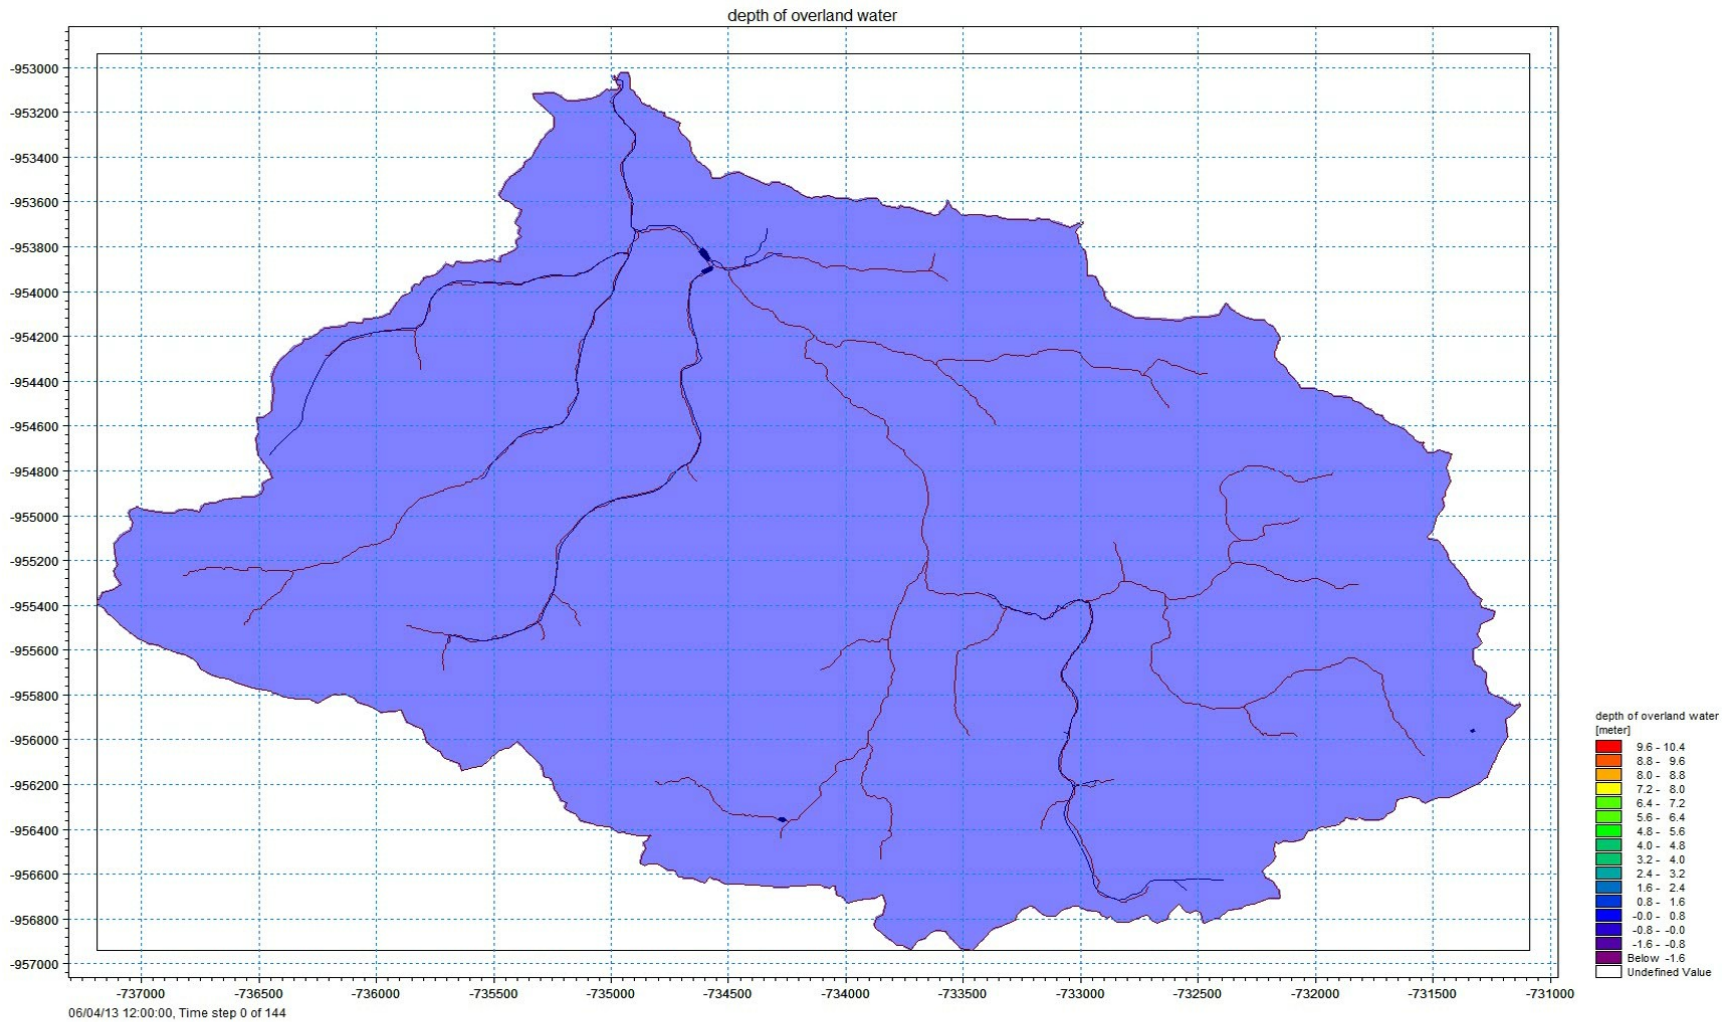 depth of overland water
-953000
-953200
-953400
-953600
-953800
-954000
-954200
-954400
-954600
-954800
-955000
-955200
-955400
-955600
-955800
-956000
-956200
-956400
-956600
-956800
-957000
-737000 -736500 -736000 -735500 -735000 -734500 -734000 -733500 -733000 -732500 -732000 -731500 -731000
06/04/13 12:00:00, Time step 0 of 144
depth of overland water
[meter]
9.6 - 10.4
8.8 - 9.6
8.0 - 8.8
7.2 - 8.0
6.4 - 7.2
5.6 - 6.4
4.8 - 5.6
4.0 - 4.8
3.2 - 4.0
2.4 - 3.2
1.6 - 2.4
0.8 - 1.6
-0.0 - 0.8
-0.8 - -0.0
-1.6 - -0.8
Below -1.6
Undefined Value